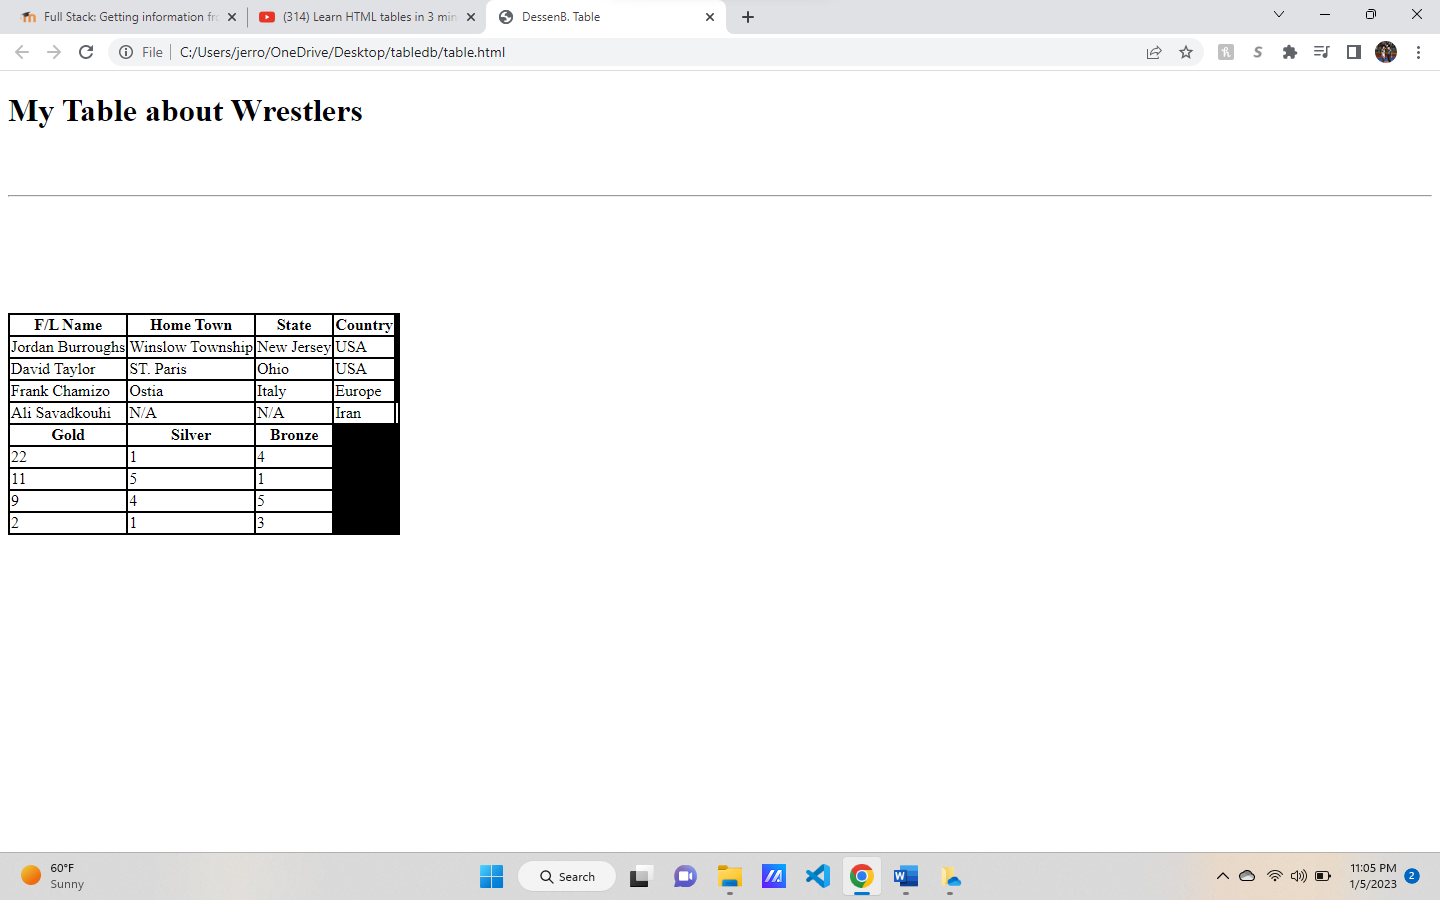 Full Stack: Getting information fr
(314) Learn HTML tables in 3 min
DessenB. Table
File C:/Users/jerro/OneDrive/Desktop/tabledb/table.html
My Table about Wrestlers
F/L Name Home Town State Country
Jordan Burroughs Winslow Township New Jersey USA
David Taylor ST. Paris Ohio USA
Frank Chamizo Ostia Italy Europe
Ali Savadkouhi N/A N/A Iran
Gold Silver Bronze
22 1 4
11 5 1
9 4 5
2 1 3
60°F
Sunny
Search
11:05 PM
1/5/2023
2